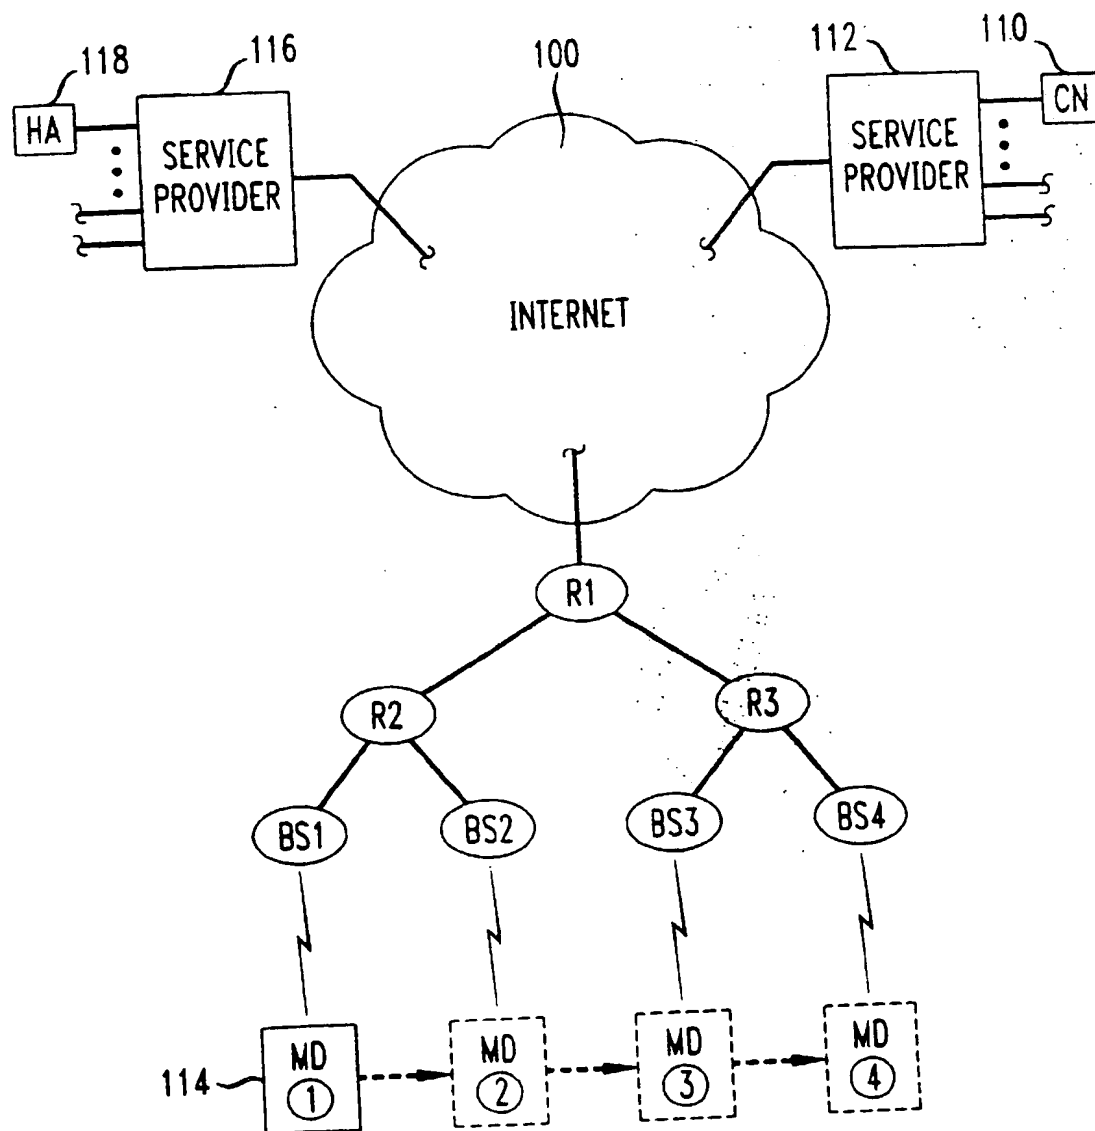 118
116
100
112
110
HA
SERVICE
PROVIDER
SERVICE
PROVIDER
CN
INTERNET
R1
R2
R3
BS1
BS2
BS3
BS4
114
MD
1
MD
2
MD
3
MD
4